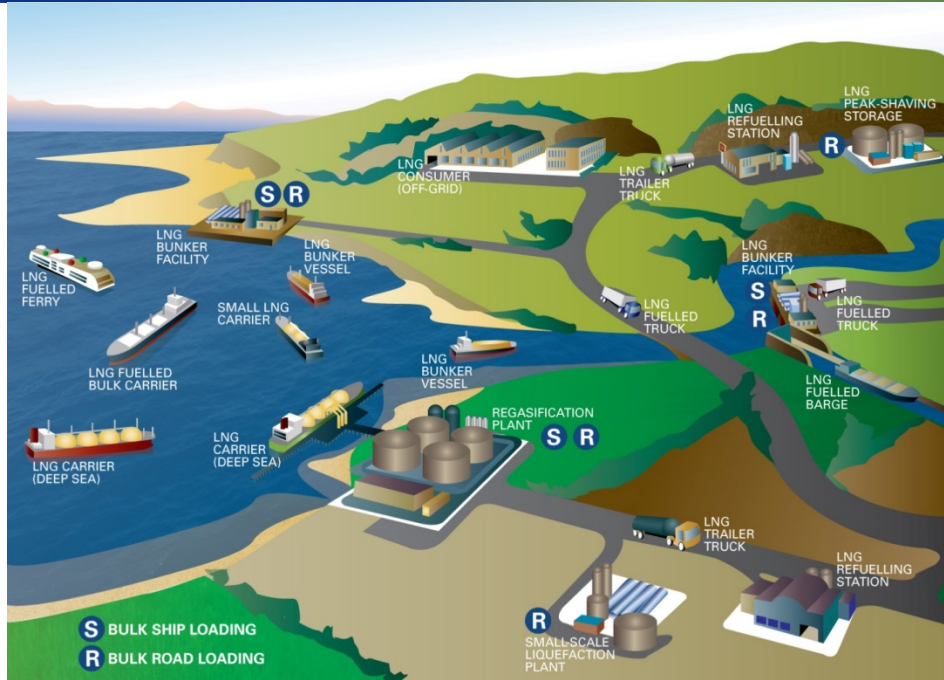 LNG
PEAK-SHAVING
STORAGE
LNG
REFUELLING
STATION
R
LNG
CONSUMER
(OFF-GRID)
LNG
TRAILER
TRUCK
S R
LNG
BUNKER
FACILITY
LNG
BUNKER
VESSEL
LNG
BUNKER
FACILITY
S
R
LNG
FUELLED
TRUCK
LNG
FUELLED
FERRY
SMALL LNG
CARRIER
LNG
FUELLED
TRUCK
LNG FUELLED
BULK CARRIER
LNG
BUNKER
VESSEL
LNG
FUELLED
BARGE
REGASIFICATION
PLANT
S R
LNG CARRIER
(DEEP SEA)
LNG
CARRIER
(DEEP SEA)
LNG
TRAILER
TRUCK
LNG
REFUELLING
STATION
R
SMALL-SCALE
LIQUEFACTION
PLANT
S BULK SHIP LOADING
R BULK ROAD LOADING